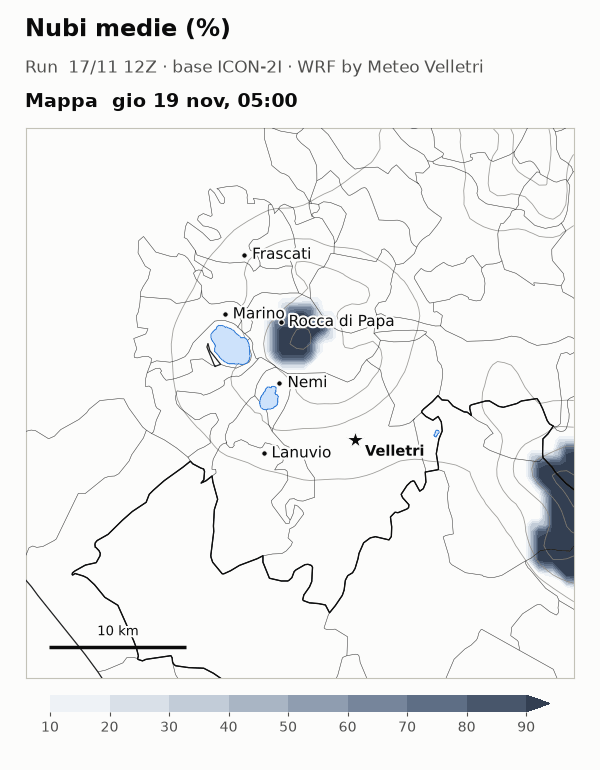 Nubi medie (%)
Run  17/11 12Z · base ICON-2I · WRF by Meteo Velletri
Mappa  gio 19 nov, 05:00
Frascati
Marino
Rocca di Papa
Nemi
Velletri
Lanuvio
10 km
10 20 30 40 50 60 70 80 90